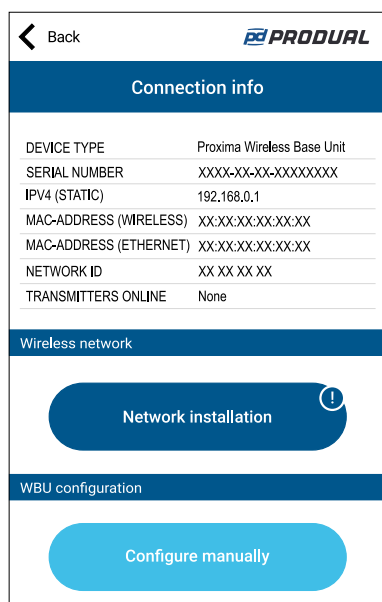 Back
PRODUAL
Connection info
DEVICE TYPE Proxima Wireless Base Unit
SERIAL NUMBER XXXX-XX-XX-XXXXXXXX
IPV4 (STATIC) 192.168.0.1
MAC-ADDRESS (WIRELESS) XX:XX:XX:XX:XX:XX
MAC-ADDRESS (ETHERNET) XX:XX:XX:XX:XX:XX
NETWORK ID XX XX XX XX
TRANSMITTERS ONLINE None
Wireless network
Network installation !
WBU configuration
Configure manually